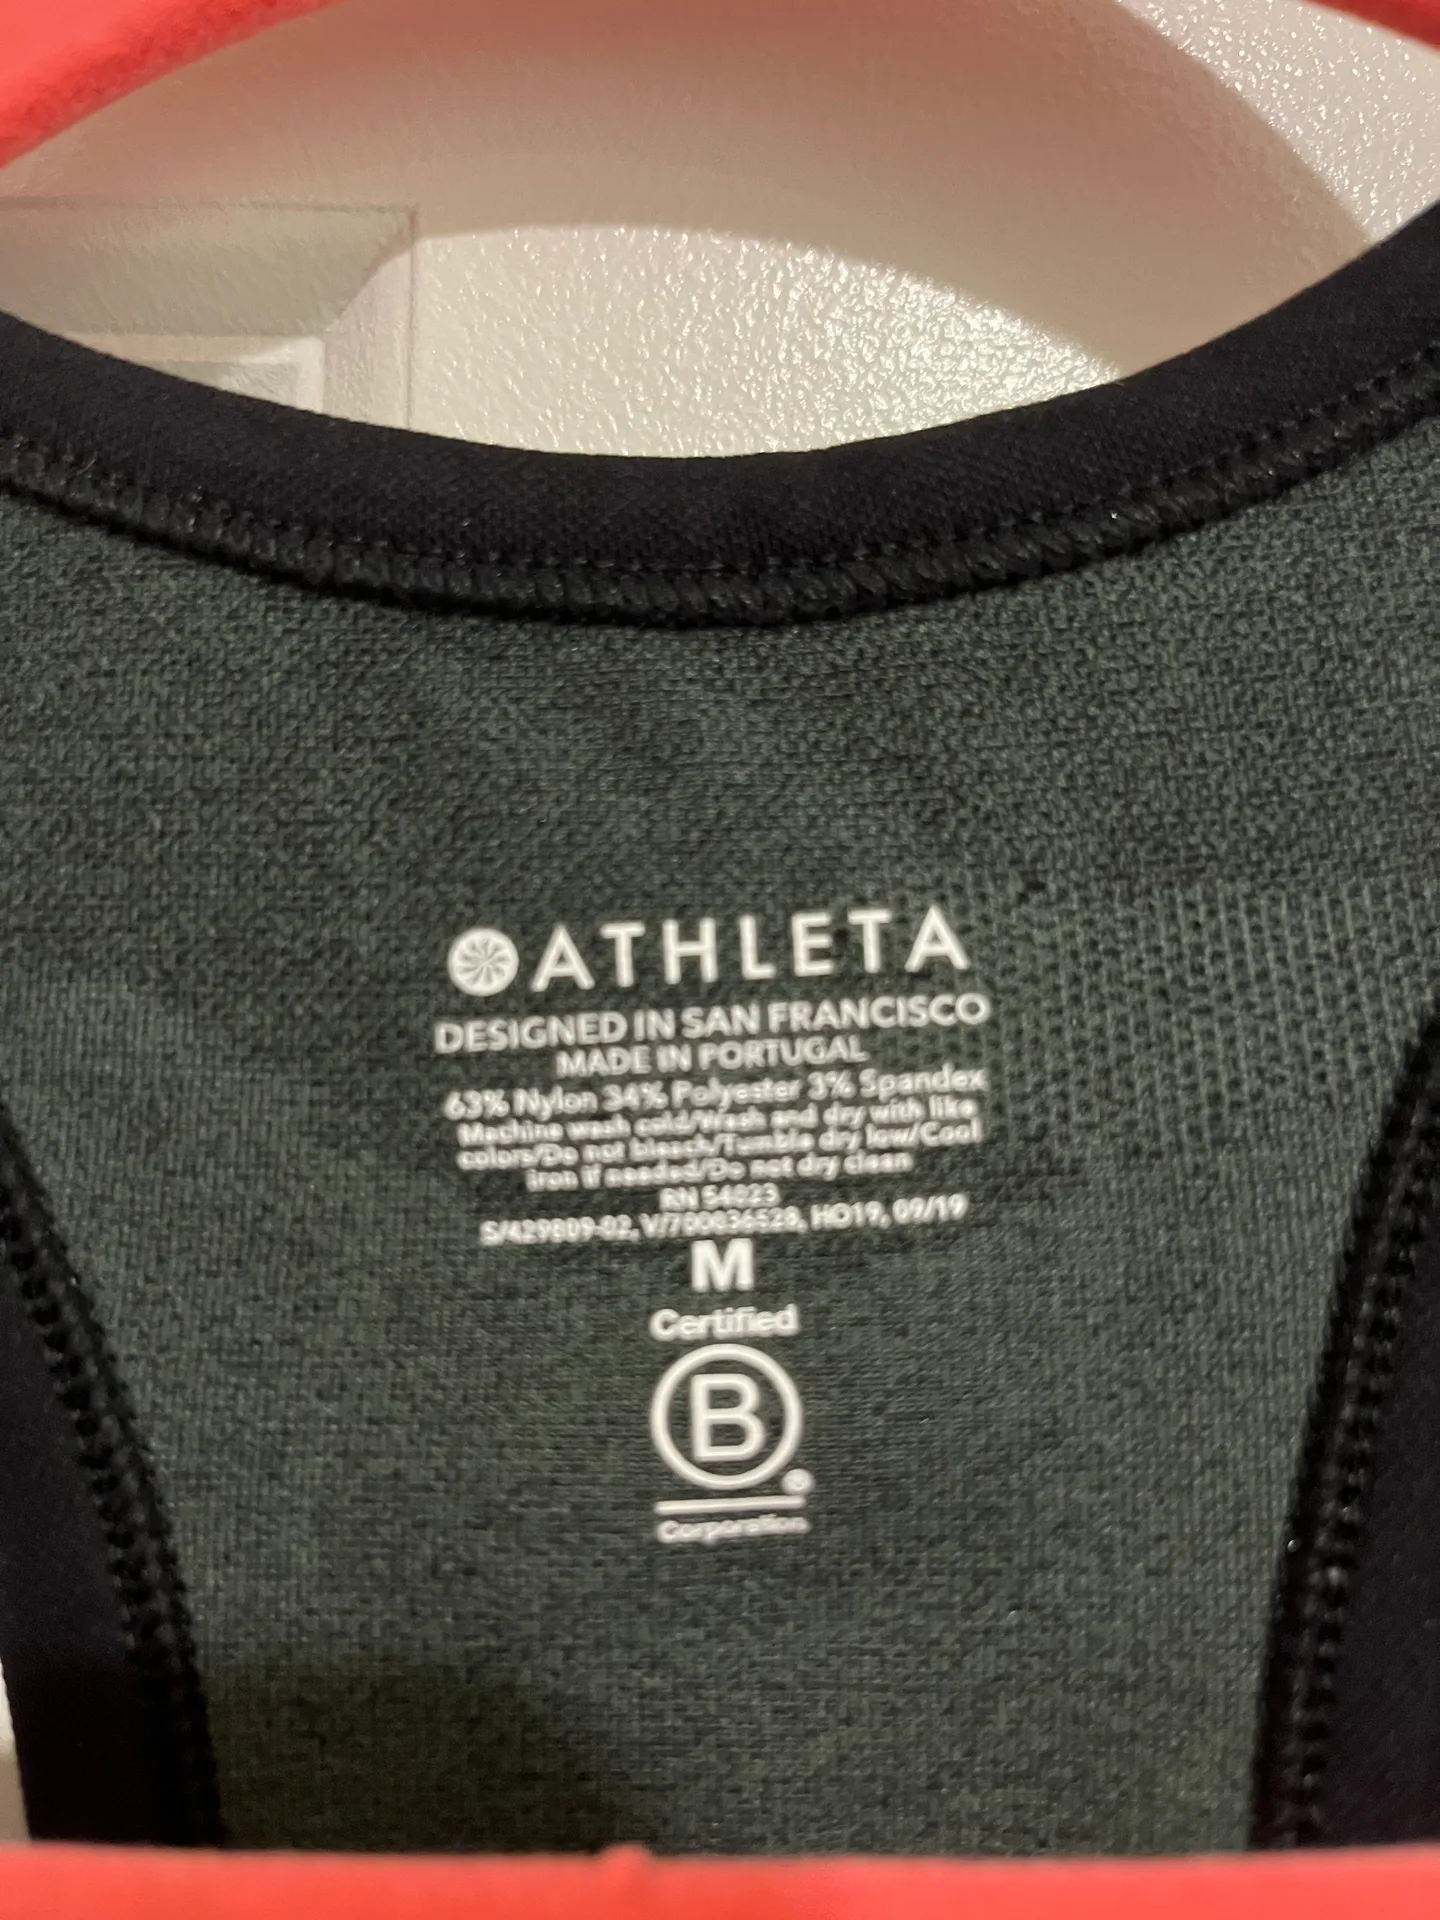 ATHLETA
DESIGNED IN SAN FRANCISCO
MADE IN PORTUGAL
63% Nylon 34% Polyester 3% Spandex
Machine wash cold/Wash and dry with like
colors/Do not bleach/Tumble dry low/Cool
iron if needed/Do not dry clean
RN 54823
S/429809-02, V/700836528, HO19, 09/19
M
Certified
B
Corporation